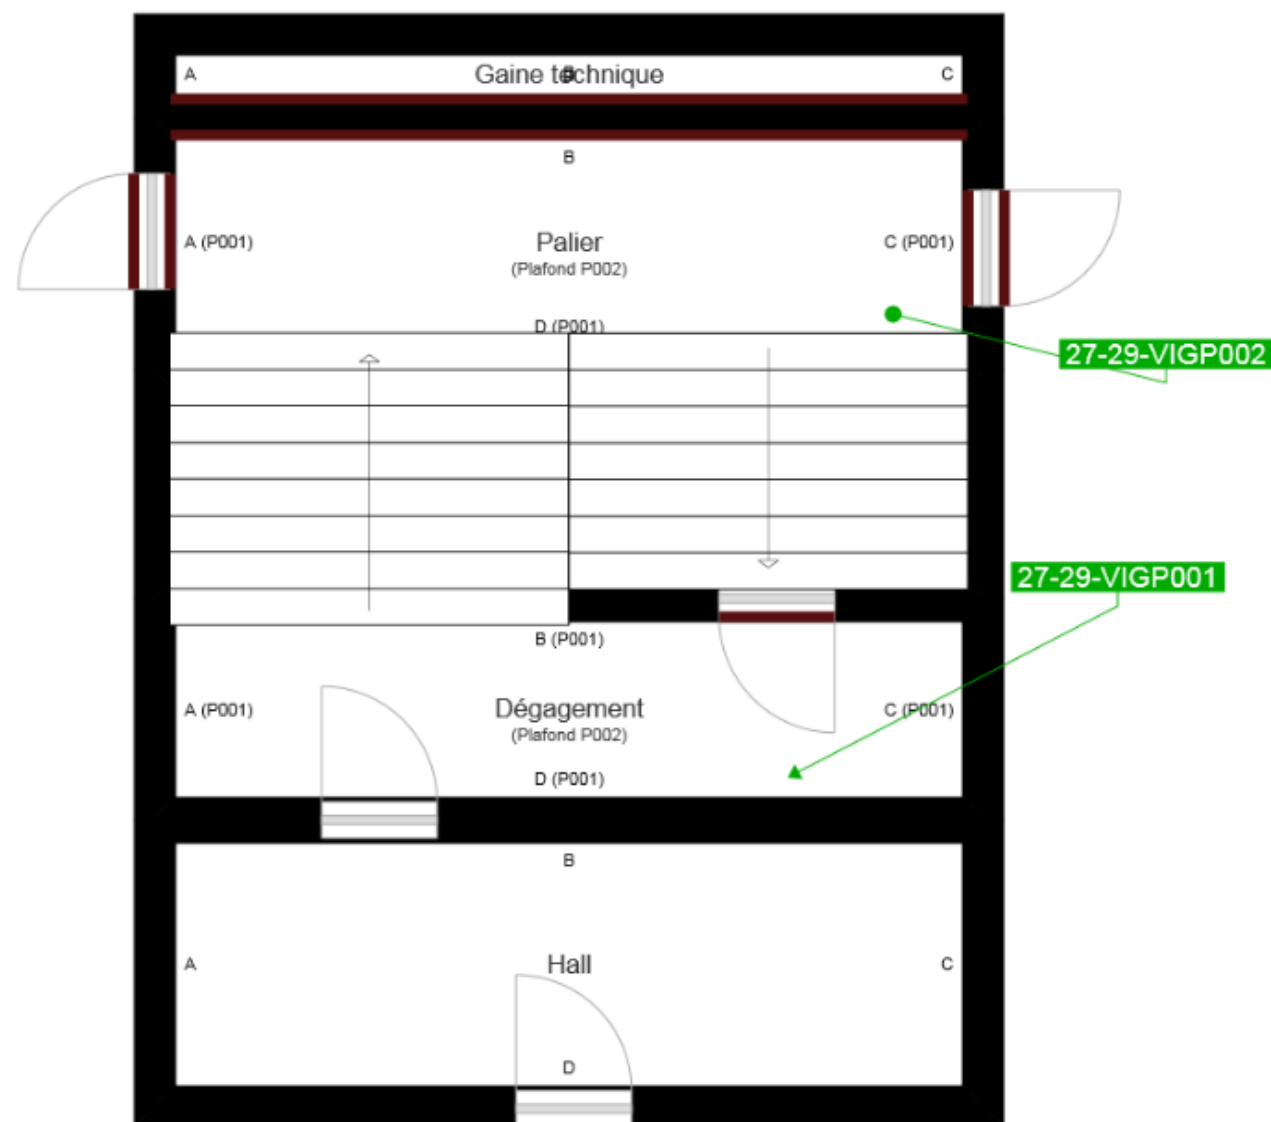 A
Gaine technique
C
B
A (P001)
Palier
C (P001)
(Plafond P002)
D (P001)
27-29-VIGP002
27-29-VIGP001
B (P001)
A (P001)
Dégagement
C (P001)
(Plafond P002)
D (P001)
B
A
Hall
C
D